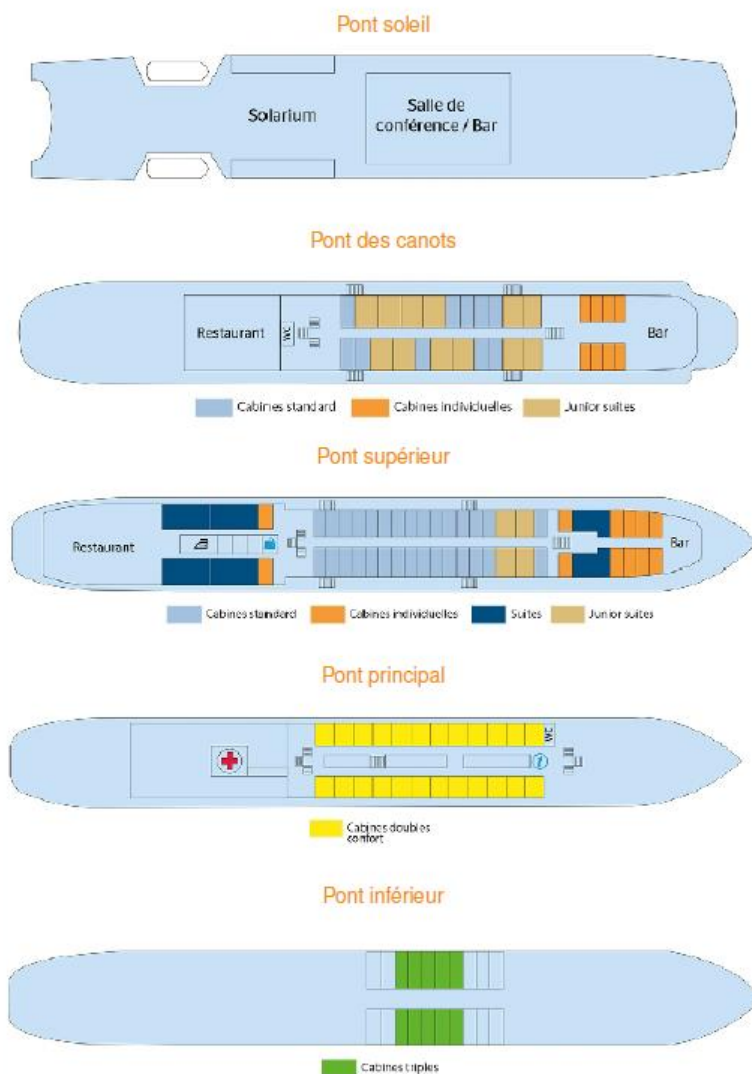 Pont soleil
Solarium
Salle de
conférence / Bar
Pont des canots
Restaurant
WC
Bar
Cabines standard
Cabines individuelles
Junior suites
Pont supérieur
Restaurant
Bar
Cabines standard
Cabines individuelles
Suites
Junior suites
Pont principal
WC
i
Cabines doubles
confort
Pont inférieur
Cabines triples